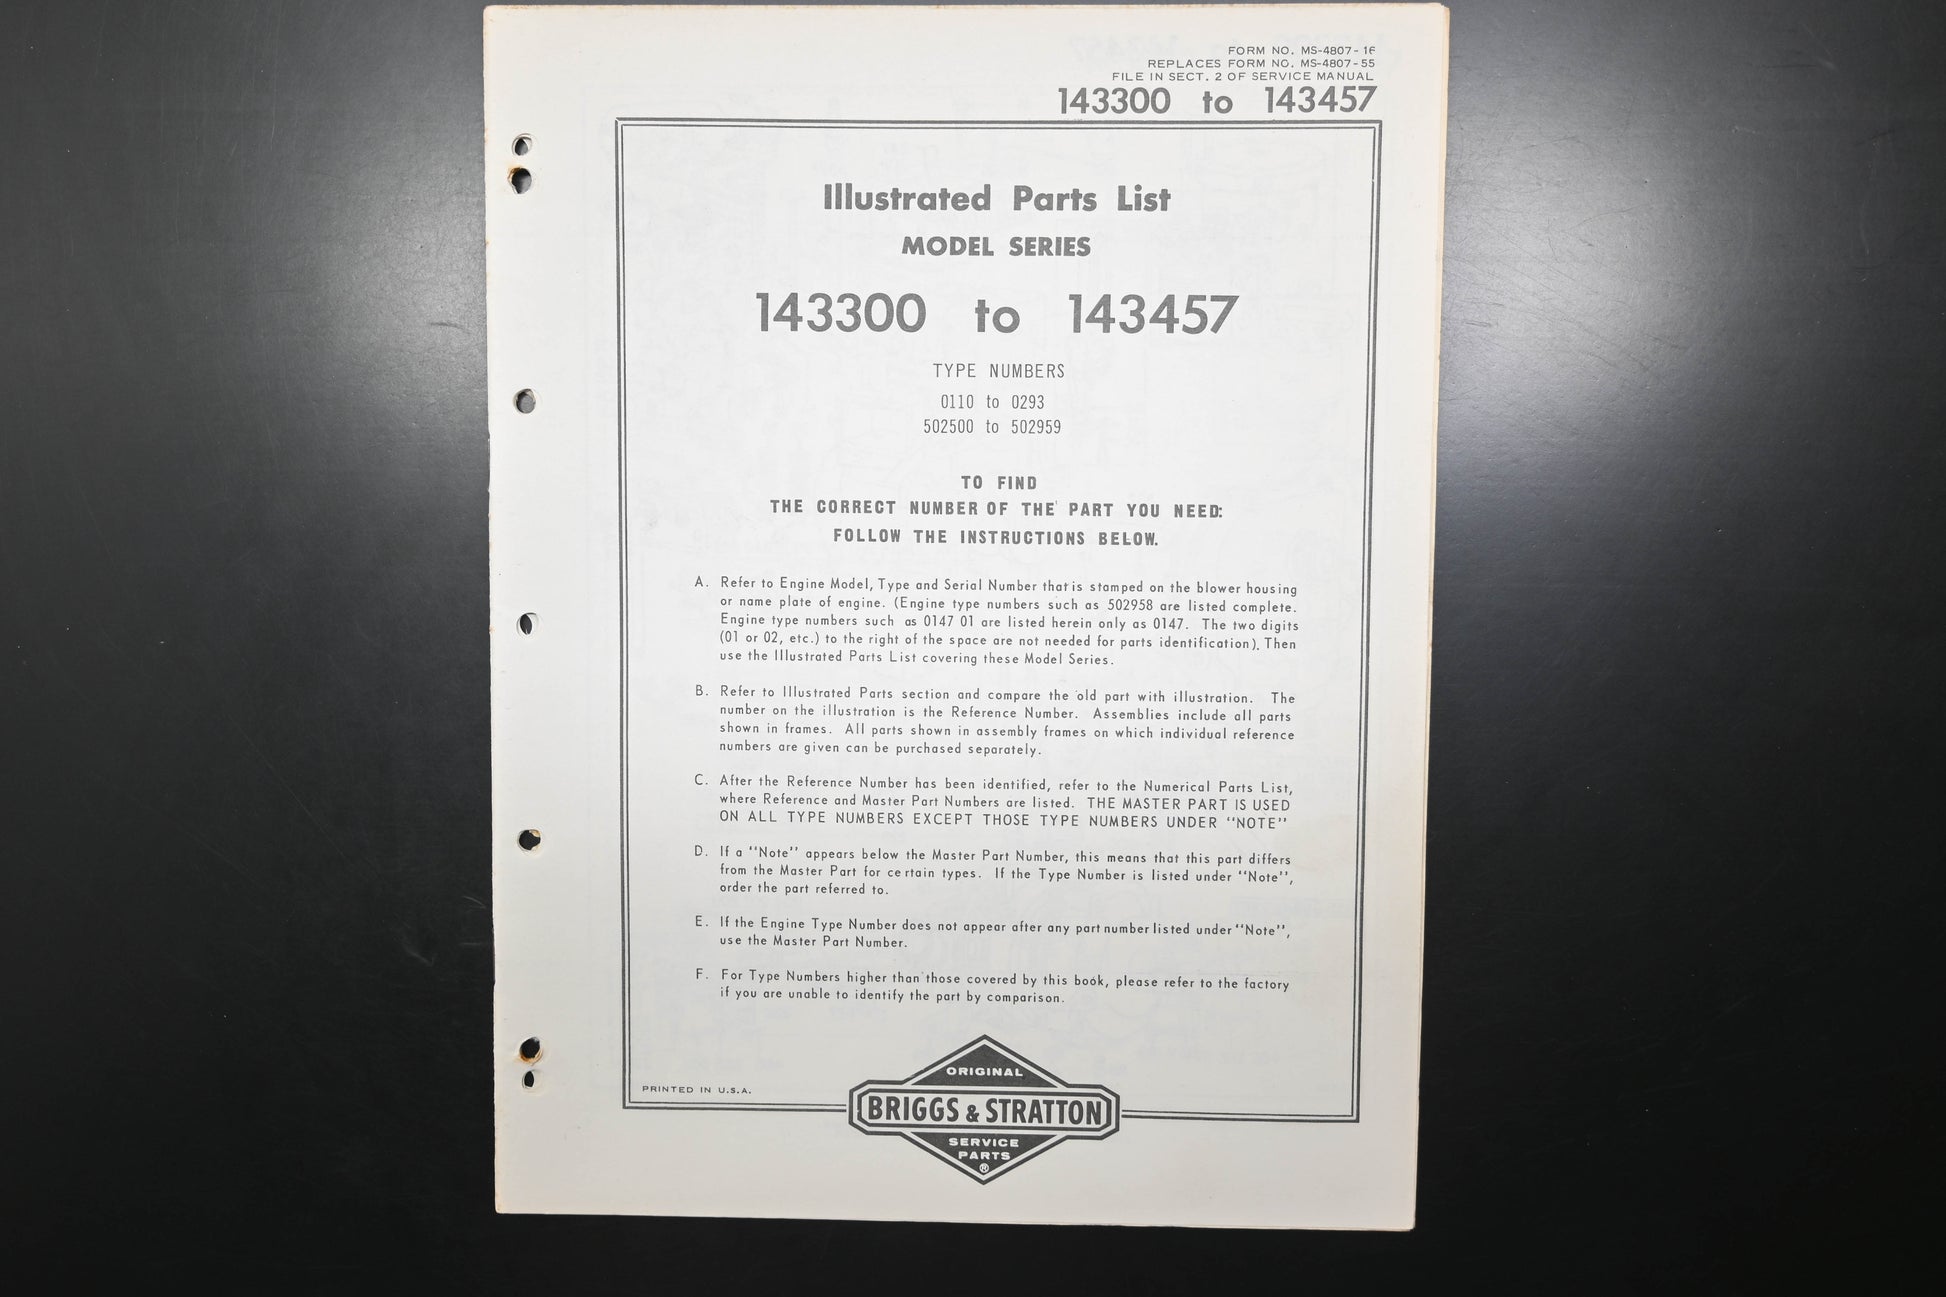 FORM NO. MS-4807-16
REPLACES FORM NO. MS-4807-55
FILE IN SECT. 2 OF SERVICE MANUAL
143300 to 143457
Illustrated Parts List
MODEL SERIES
143300 to 143457
TYPE NUMBERS
0110 to 0293
502500 to 502959
TO FIND
THE CORRECT NUMBER OF THE PART YOU NEED:
FOLLOW THE INSTRUCTIONS BELOW.
A. Refer to Engine Model, Type and Serial Number that is stamped on the blower housing
or name plate of engine. (Engine type numbers such as 502958 are listed complete.
Engine type numbers such as 0147 01 are listed herein only as 0147. The two digits
(01 or 02, etc.) to the right of the space are not needed for parts identification). Then
use the Illustrated Parts List covering these Model Series.
B. Refer to Illustrated Parts section and compare the old part with illustration. The
number on the illustration is the Reference Number. Assemblies include all parts
shown in frames. All parts shown in assembly frames on which individual reference
numbers are given can be purchased separately.
C. After the Reference Number has been identified, refer to the Numerical Parts List,
where Reference and Master Part Numbers are listed. THE MASTER PART IS USED
ON ALL TYPE NUMBERS EXCEPT THOSE TYPE NUMBERS UNDER "NOTE"
D. If a "Note" appears below the Master Part Number, this means that this part differs
from the Master Part for certain types. If the Type Number is listed under "Note",
order the part referred to.
E. If the Engine Type Number does not appear after any part number listed under "Note",
use the Master Part Number.
F. For Type Numbers higher than those covered by this book, please refer to the factory
if you are unable to identify the part by comparison.
PRINTED IN U.S.A.
ORIGINAL
BRIGGS & STRATTON
SERVICE
PARTS
®